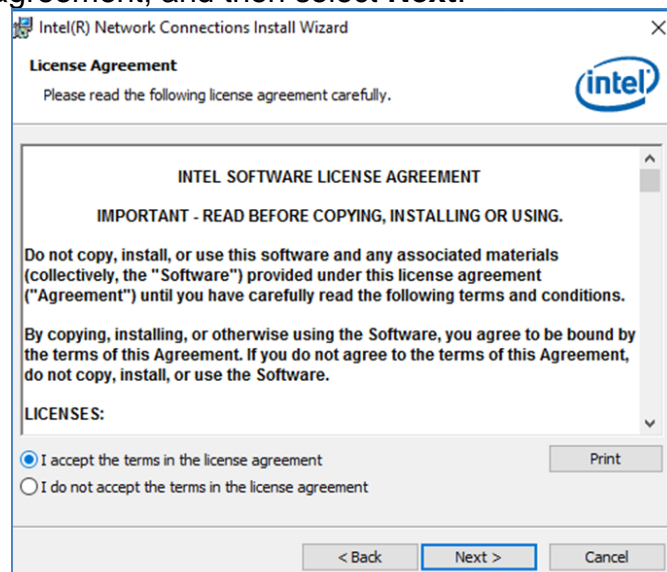 agreement, and then select Next.
Intel(R) Network Connections Install Wizard
License Agreement
Please read the following license agreement carefully.
intel
INTEL SOFTWARE LICENSE AGREEMENT
IMPORTANT - READ BEFORE COPYING, INSTALLING OR USING.
Do not copy, install, or use this software and any associated materials
(collectively, the "Software") provided under this license agreement
("Agreement") until you have carefully read the following terms and conditions.
By copying, installing, or otherwise using the Software, you agree to be bound by
the terms of this Agreement. If you do not agree to the terms of this Agreement,
do not copy, install, or use the Software.
LICENSES:
I accept the terms in the license agreement
Print
I do not accept the terms in the license agreement
< Back
Next >
Cancel